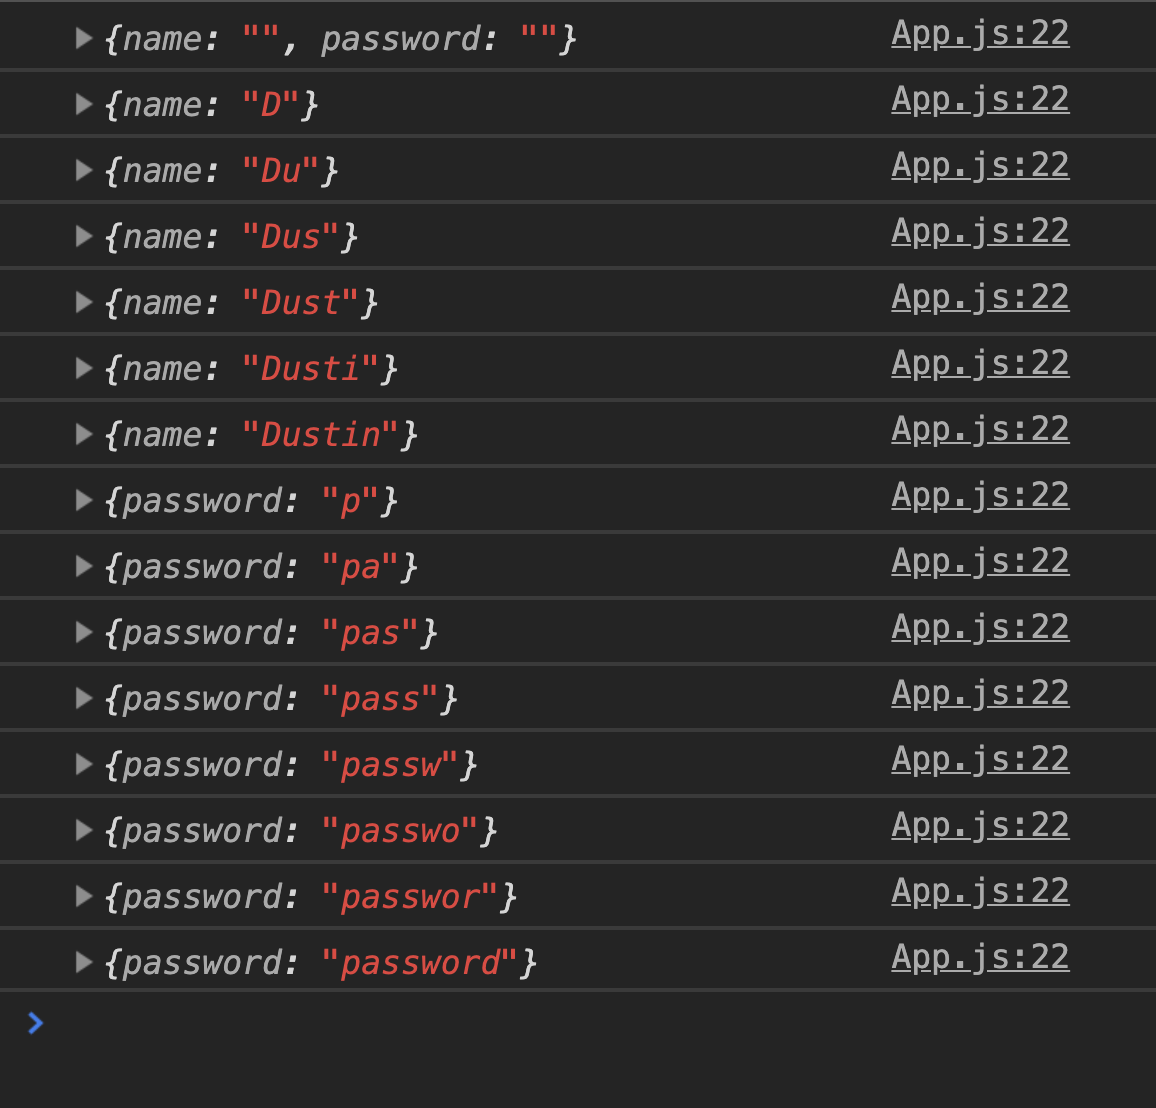 {name: "", password: ""} App.js:22
{name: "D"} App.js:22
{name: "Du"} App.js:22
{name: "Dus"} App.js:22
{name: "Dust"} App.js:22
{name: "Dusti"} App.js:22
{name: "Dustin"} App.js:22
{password: "p"} App.js:22
{password: "pa"} App.js:22
{password: "pas"} App.js:22
{password: "pass"} App.js:22
{password: "passw"} App.js:22
{password: "passwo"} App.js:22
{password: "passwor"} App.js:22
{password: "password"} App.js:22